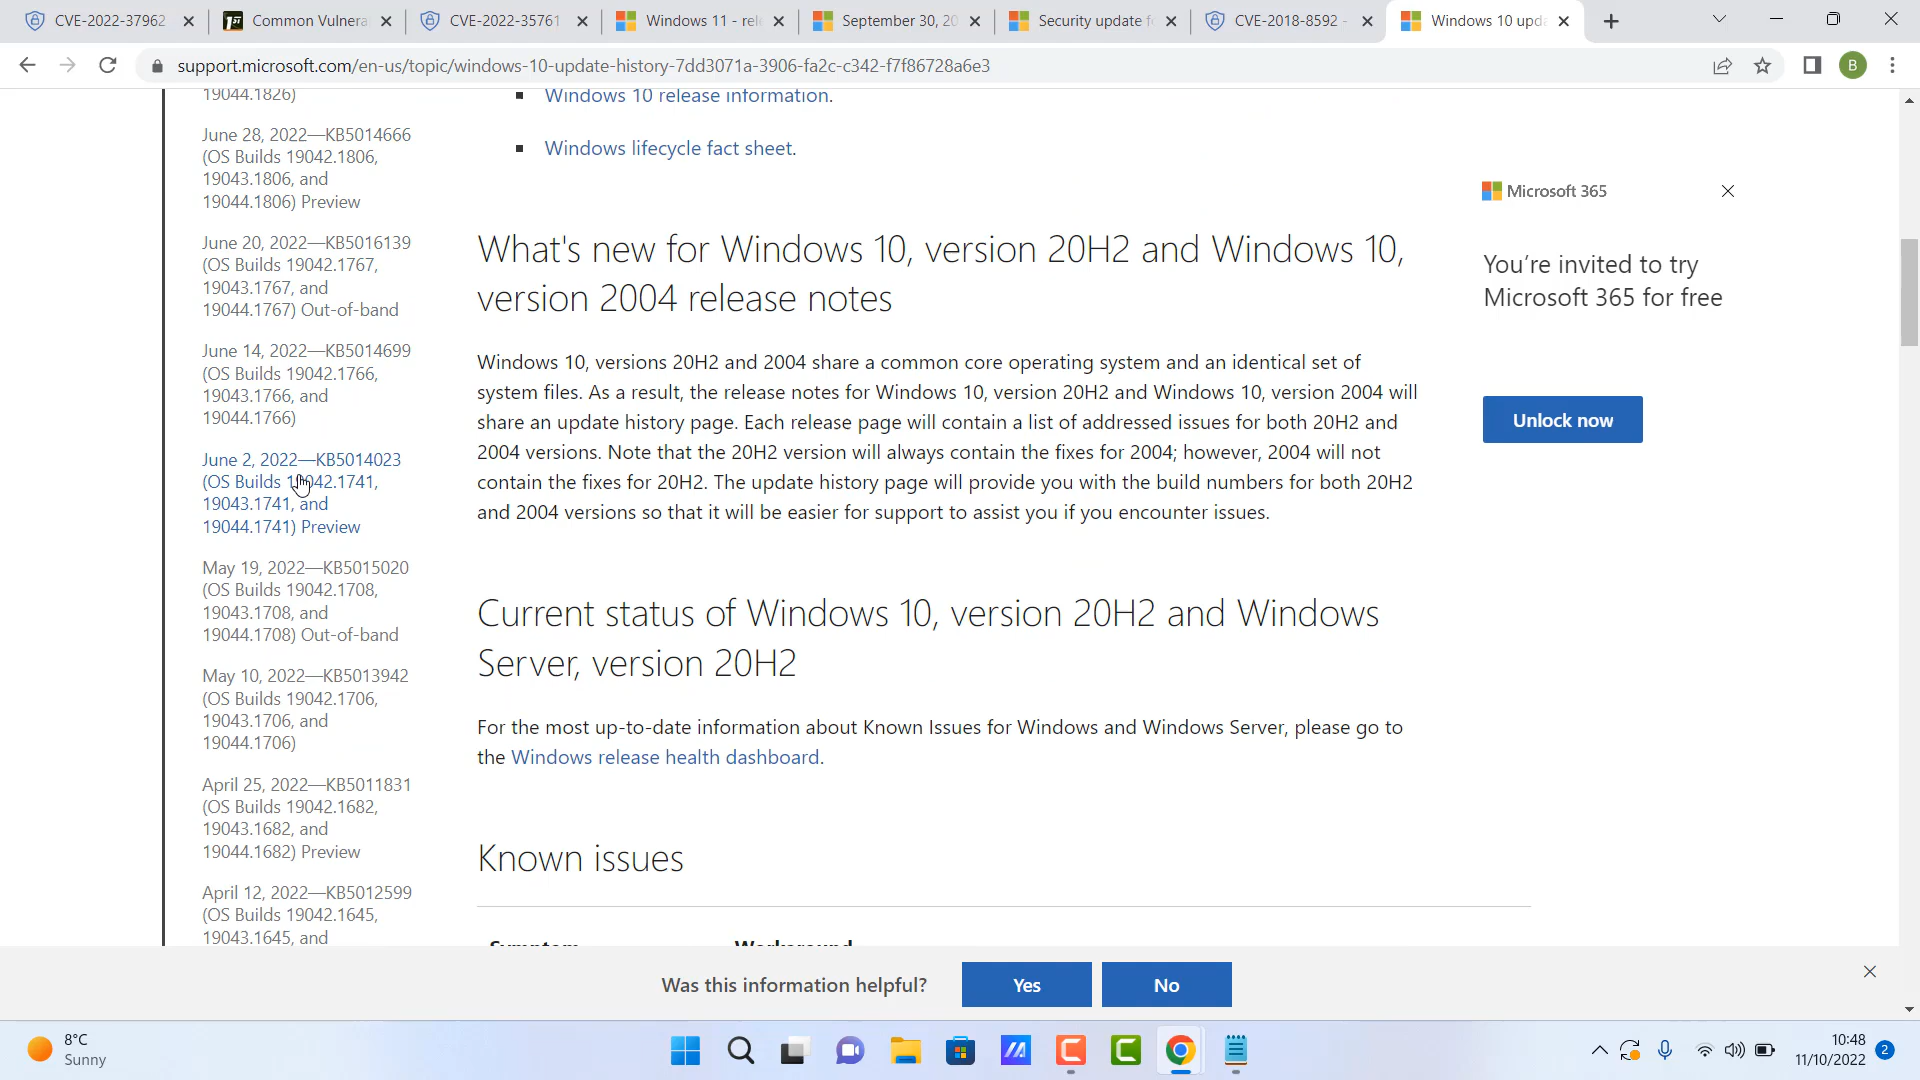 CVE-2022-37962
Common Vulnera
CVE-2022-35761
Windows 11 - rel
September 30, 20
Security update f
CVE-2018-8592 -
Windows 10 upd
support.microsoft.com/en-us/topic/windows-10-update-history-7dd3071a-3906-fa2c-c342-f7f86728a6e3
B
19044.1826)
June 28, 2022—KB5014666
(OS Builds 19042.1806,
19043.1806, and
19044.1806) Preview
June 20, 2022—KB5016139
(OS Builds 19042.1767,
19043.1767, and
19044.1767) Out-of-band
June 14, 2022—KB5014699
(OS Builds 19042.1766,
19043.1766, and
19044.1766)
June 2, 2022—KB5014023
(OS Builds 19042.1741,
19043.1741, and
19044.1741) Preview
May 19, 2022—KB5015020
(OS Builds 19042.1708,
19043.1708, and
19044.1708) Out-of-band
May 10, 2022—KB5013942
(OS Builds 19042.1706,
19043.1706, and
19044.1706)
April 25, 2022—KB5011831
(OS Builds 19042.1682,
19043.1682, and
19044.1682) Preview
April 12, 2022—KB5012599
(OS Builds 19042.1645,
19043.1645, and
Windows 10 release information.
Windows lifecycle fact sheet.
What's new for Windows 10, version 20H2 and Windows 10,
version 2004 release notes
Windows 10, versions 20H2 and 2004 share a common core operating system and an identical set of
system files. As a result, the release notes for Windows 10, version 20H2 and Windows 10, version 2004 will
share an update history page. Each release page will contain a list of addressed issues for both 20H2 and
2004 versions. Note that the 20H2 version will always contain the fixes for 2004; however, 2004 will not
contain the fixes for 20H2. The update history page will provide you with the build numbers for both 20H2
and 2004 versions so that it will be easier for support to assist you if you encounter issues.
Current status of Windows 10, version 20H2 and Windows
Server, version 20H2
For the most up-to-date information about Known Issues for Windows and Windows Server, please go to
the Windows release health dashboard.
Known issues
Symptom Workaround
Microsoft 365
You're invited to try
Microsoft 365 for free
Unlock now
Was this information helpful?
Yes
No
8°C
Sunny
10:48
11/10/2022
2